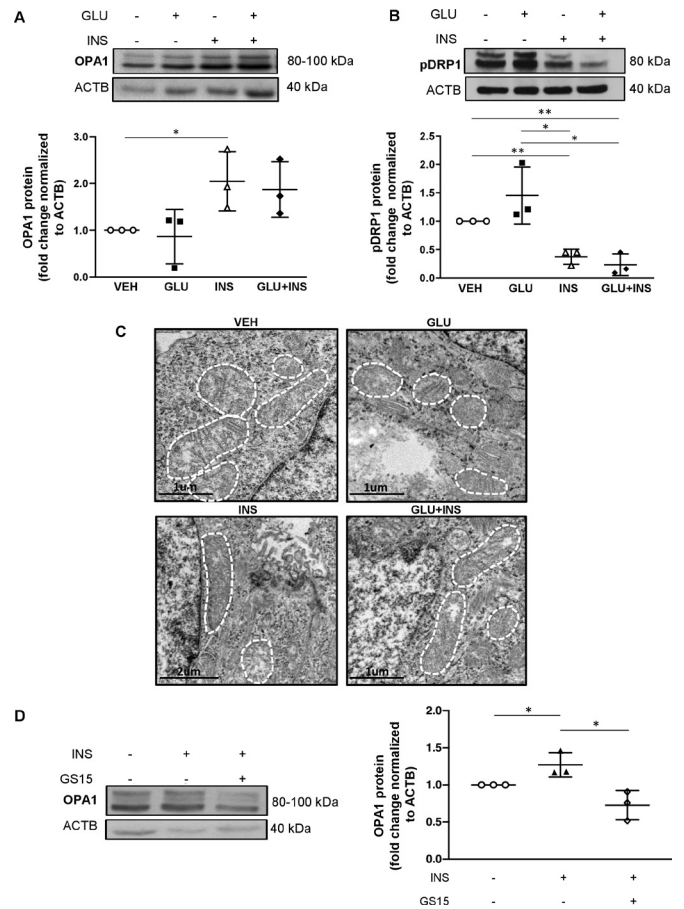 A
GLU - + - +
INS - - + +
OPA1 80-100 kDa
ACTB 40 kDa
*
OPA1 protein
(fold change normalized
to ACTB)
3.0
2.0
1.0
0.0
VEH GLU INS GLU+INS
B
GLU - + - +
INS - - + +
pDRP1 80 kDa
ACTB 40 kDa
**
*
*
**
pDRP1 protein
(fold change normalized
to ACTB)
2.5
2.0
1.5
1.0
0.5
0.0
VEH GLU INS GLU+INS
C
VEH GLU
1um 1um
INS GLU+INS
2um 1um
D
INS - + +
GS15 - - +
OPA1 80-100 kDa
ACTB 40 kDa
* *
OPA1 protein
(fold change normalized
to ACTB)
2.0
1.5
1.0
0.5
0.0
INS - + +
GS15 - - +